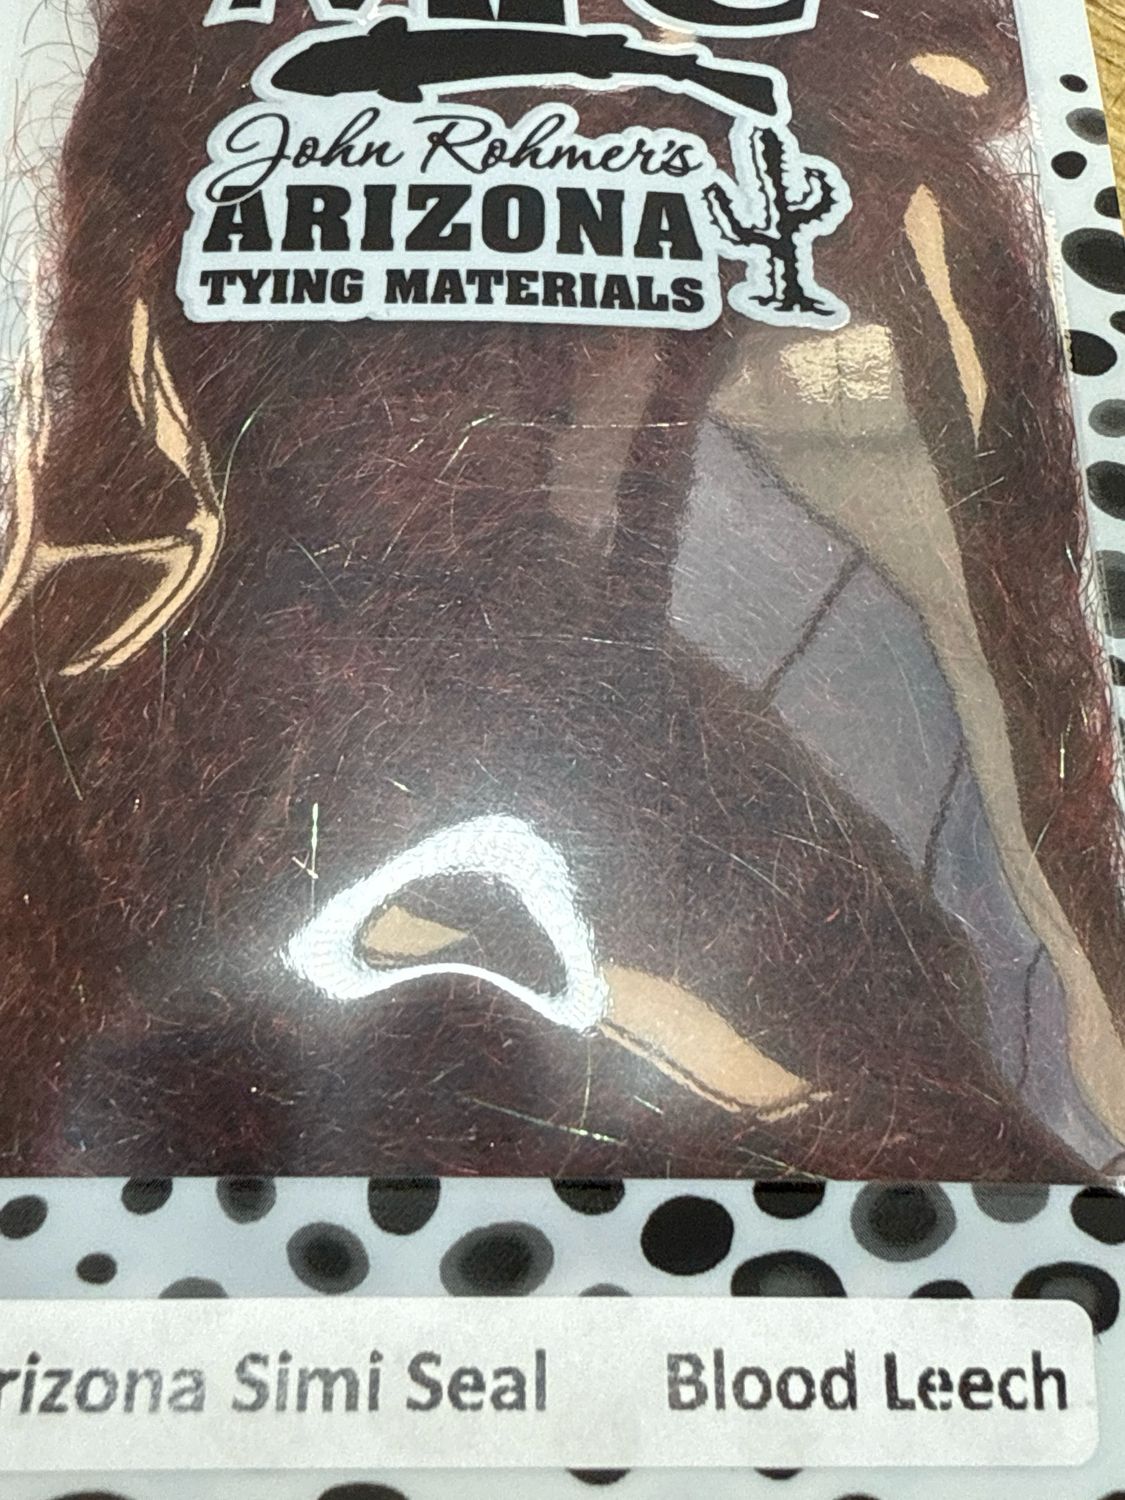 John Rohmer's
ARIZONA
TYING MATERIALS
rizona Simi Seal Blood Leech